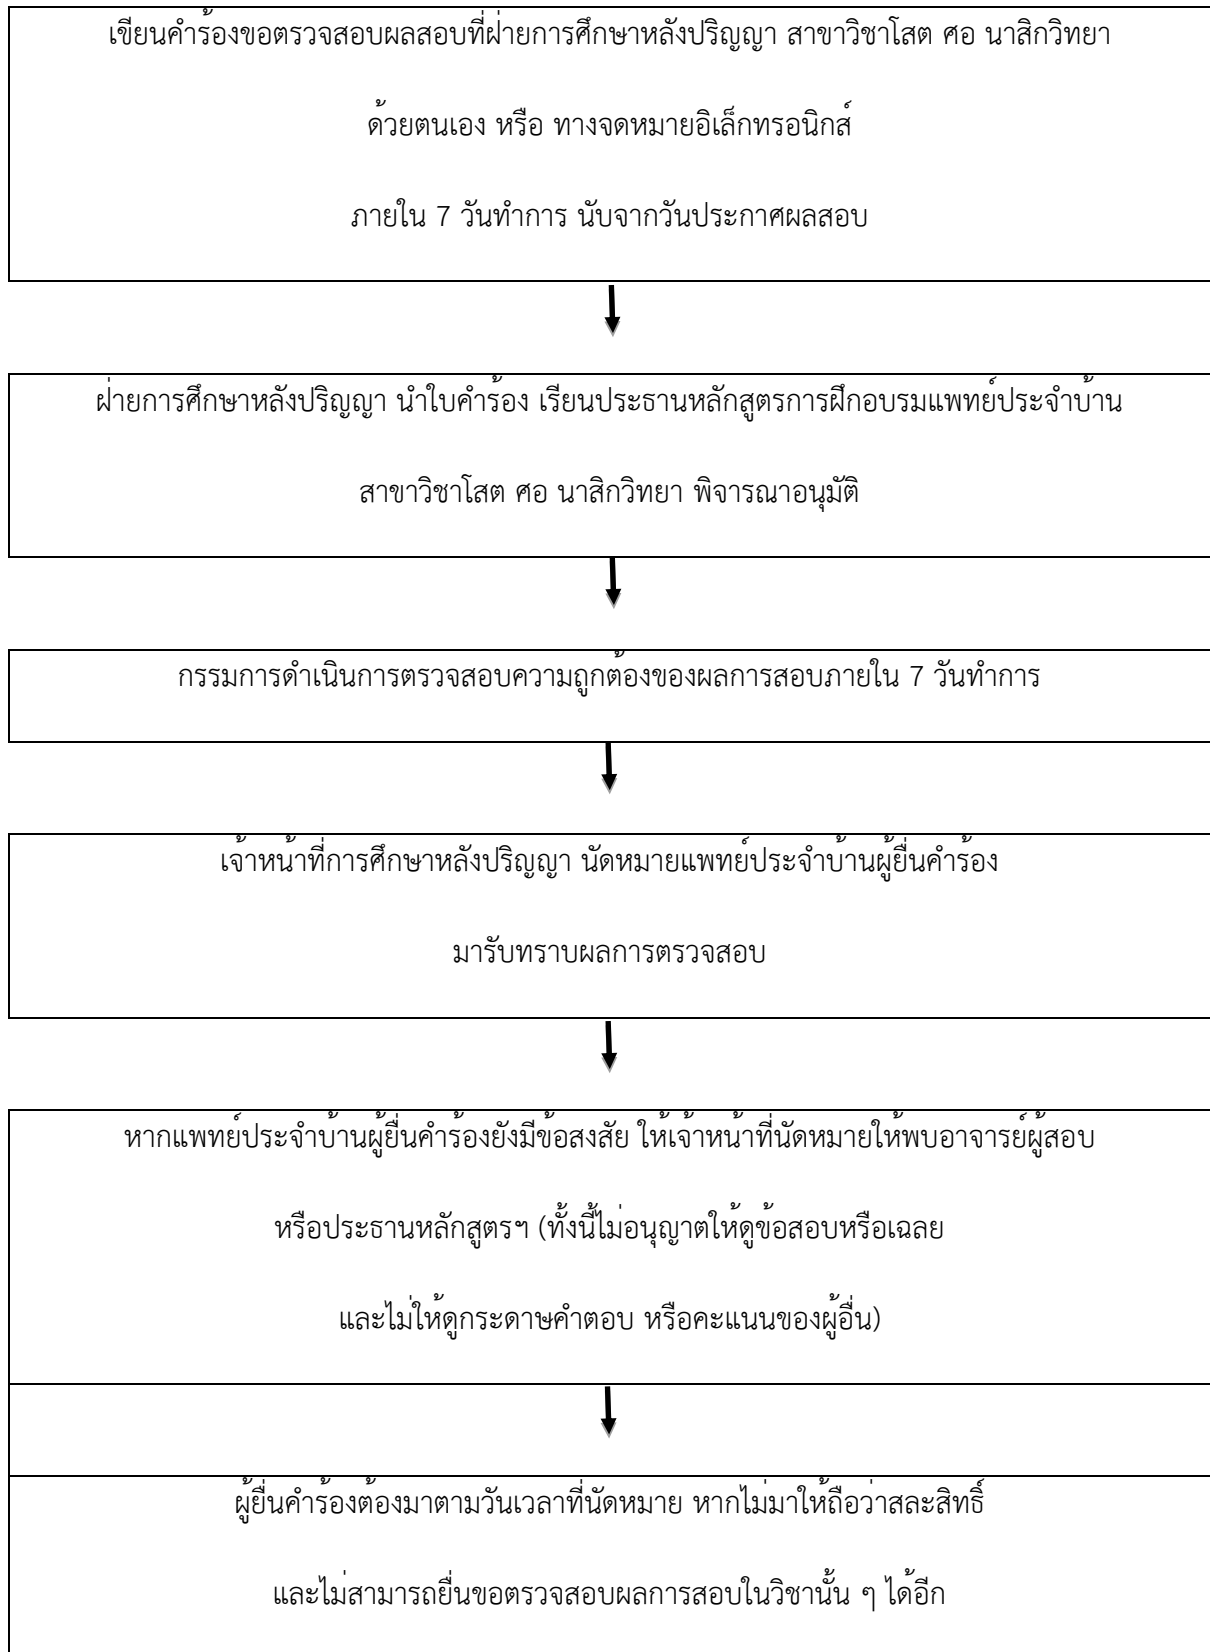 เขียนคำร้องขอตรวจสอบผลสอบที่ฝ่ายการศึกษาหลังปริญญา สาขาวิชาโสต ศอ นาสิกวิทยา
ด้วยตนเอง หรือ ทางจดหมายอิเล็กทรอนิกส์
ภายใน 7 วันทำการ นับจากวันประกาศผลสอบ
ฝ่ายการศึกษาหลังปริญญา นำใบคำร้อง เรียนประธานหลักสูตรการฝึกอบรมแพทย์ประจำบ้าน
สาขาวิชาโสต ศอ นาสิกวิทยา พิจารณาอนุมัติ
กรรมการดำเนินการตรวจสอบความถูกต้องของผลการสอบภายใน 7 วันทำการ
เจ้าหน้าที่การศึกษาหลังปริญญา นัดหมายแพทย์ประจำบ้านผู้ยื่นคำร้อง
มารับทราบผลการตรวจสอบ
หากแพทย์ประจำบ้านผู้ยื่นคำร้องยังมีข้อสงสัย ให้เจ้าหน้าที่นัดหมายให้พบอาจารย์ผู้สอบ
หรือประธานหลักสูตรฯ (ทั้งนี้ไม่อนุญาตให้ดูข้อสอบหรือเฉลย
และไม่ให้ดูกระดาษคำตอบ หรือคะแนนของผู้อื่น)
ผู้ยื่นคำร้องต้องมาตามวันเวลาที่นัดหมาย หากไม่มาให้ถือว่าสละสิทธิ์
และไม่สามารถยื่นขอตรวจสอบผลการสอบในวิชานั้น ๆ ได้อีก